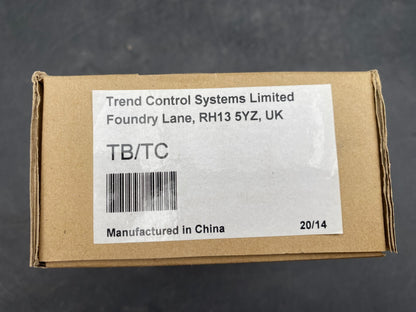 Trend Control Systems Limited
Foundry Lane, RH13 5YZ, UK
TB/TC
Manufactured in China 20/14